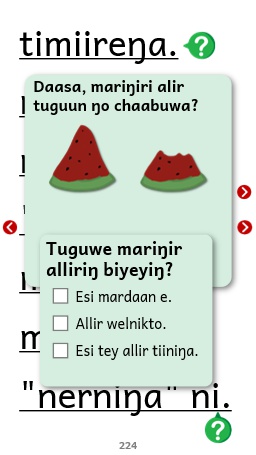 timiireŋa.
Daasa, mariŋiri alir
tuguun ŋo chaabuwa?
Tuguwe mariŋir
alliriŋ biyeyiŋ?
Esi mardaan e.
Allir welnikto.
Esi tey allir tiiniŋa.
"nerniŋa" ni.
224